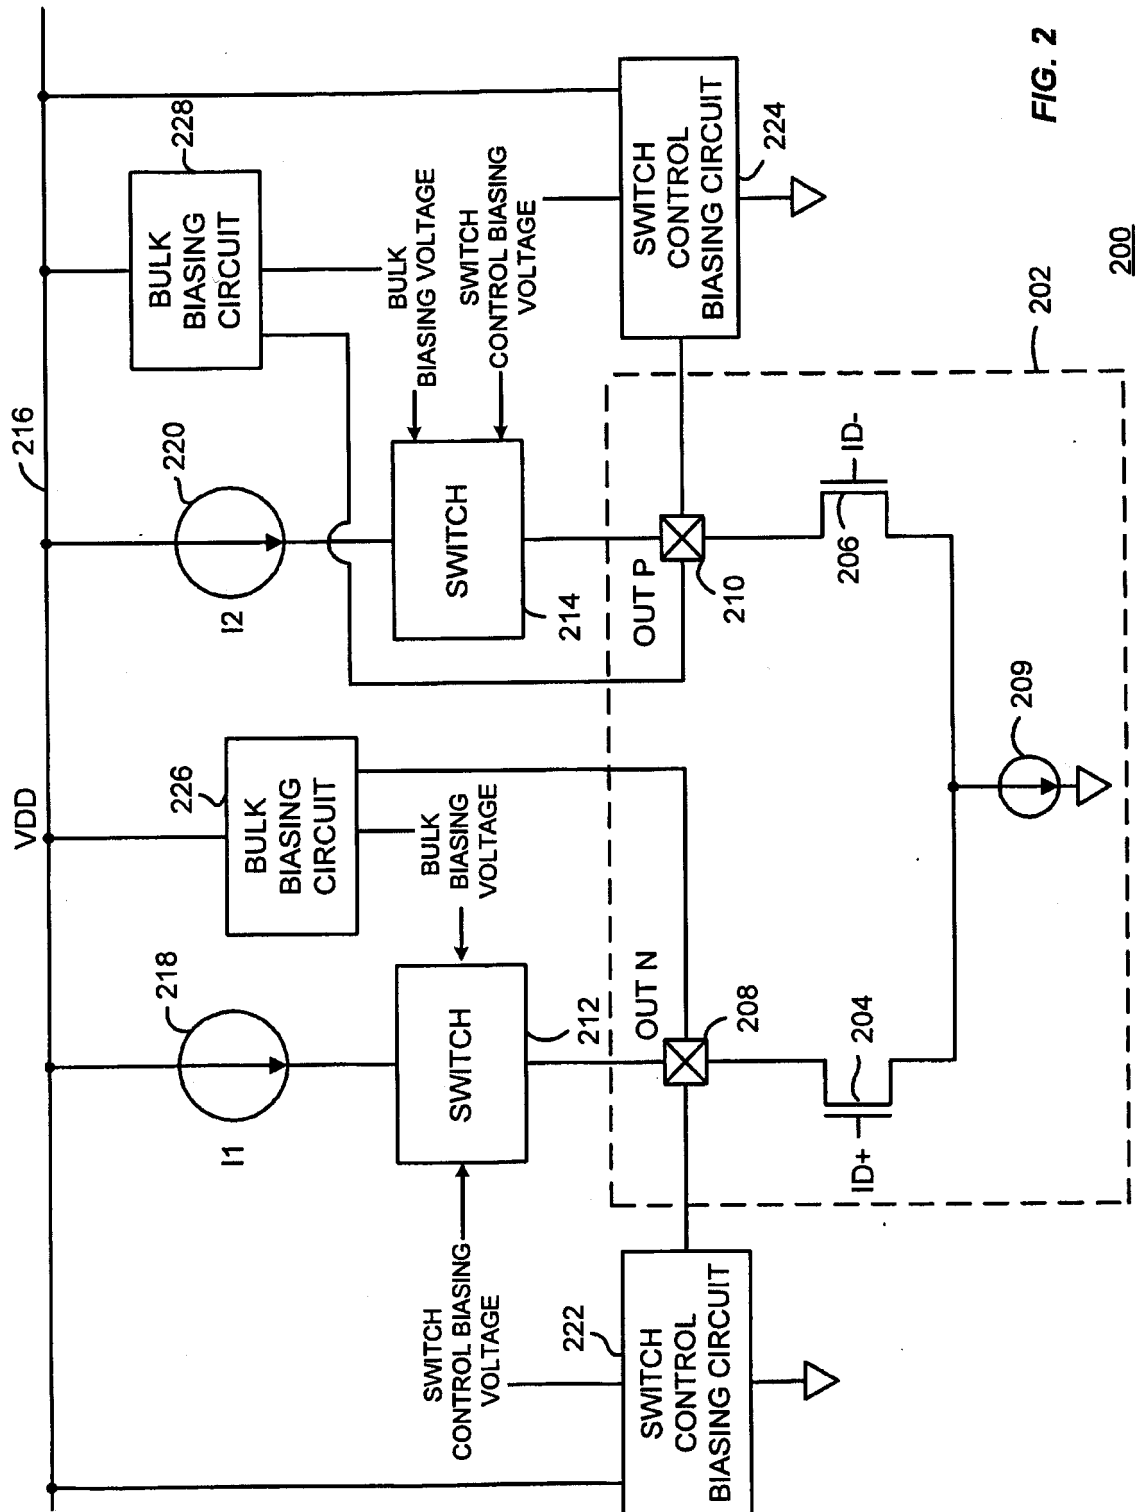 VDD
216
I1
218
226
BULK
BIASING
CIRCUIT
I2
220
BULK
BIASING
CIRCUIT
228
SWITCH
CONTROL BIASING
VOLTAGE
SWITCH
212
BULK
BIASING
VOLTAGE
SWITCH
214
BULK
BIASING VOLTAGE
SWITCH
CONTROL BIASING
VOLTAGE
222
SWITCH
CONTROL
BIASING CIRCUIT
OUT N
208
OUT P
210
SWITCH
CONTROL
BIASING CIRCUIT
224
ID+
204
206
ID-
209
202
200
FIG. 2